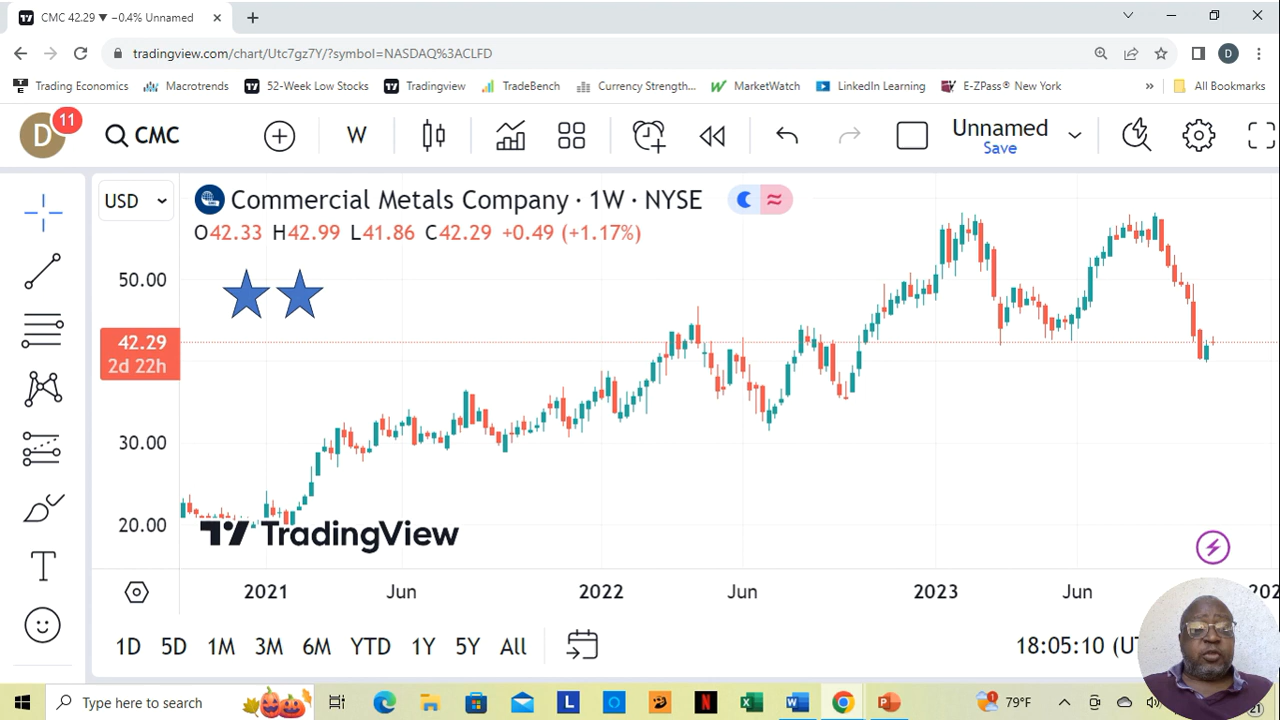 CMC 42.29 ▼ −0.4% Unnamed
tradingview.com/chart/Utc7gz7Y/?symbol=NASDAQ%3ACLFD
D
Trading Economics Macrotrends 52-Week Low Stocks Tradingview TradeBench Currency Strength... MarketWatch LinkedIn Learning E-ZPass® New York » All Bookmarks
D 11 CMC W Unnamed
Save
USD Commercial Metals Company · 1W · NYSE
O42.33 H42.99 L41.86 C42.29 +0.49 (+1.17%)
50.00
42.29
2d 22h
30.00
20.00
TradingView
2021 Jun 2022 Jun 2023 Jun
1D 5D 1M 3M 6M YTD 1Y 5Y All 18:05:10
Type here to search 79°F